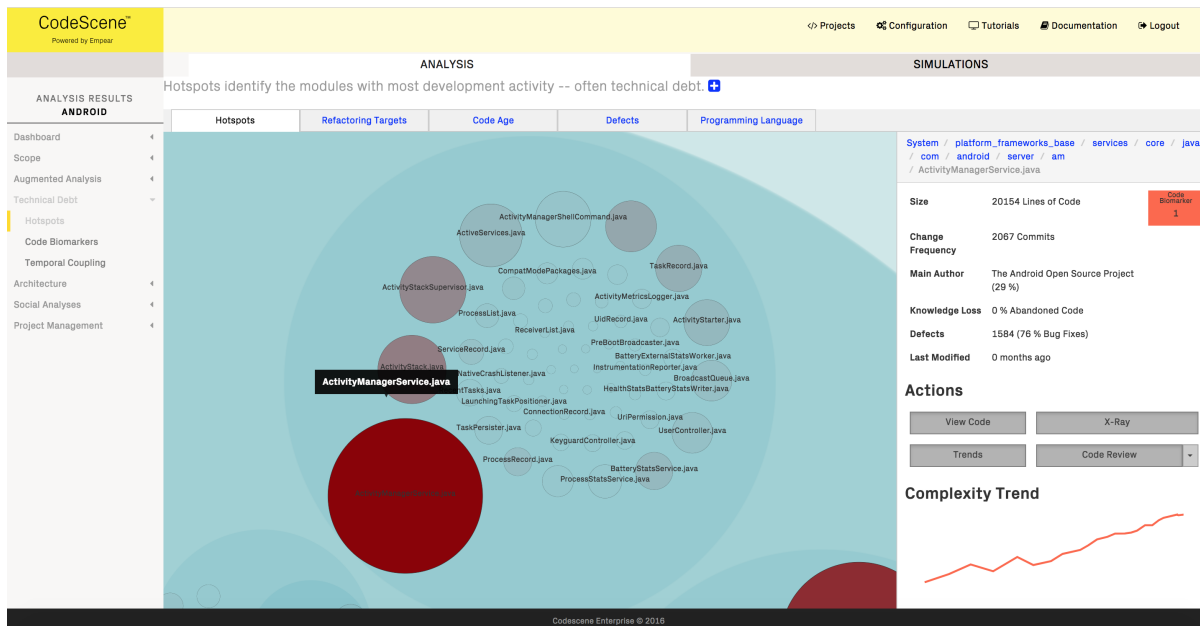 CodeScene™
Powered by Empear
Projects
Configuration
Tutorials
Documentation
Logout
ANALYSIS
SIMULATIONS
Hotspots identify the modules with most development activity -- often technical debt.
ANALYSIS RESULTS
ANDROID
Dashboard
Scope
Augmented Analysis
Technical Debt
Hotspots
Code Biomarkers
Temporal Coupling
Architecture
Social Analyses
Project Management
Hotspots
Refactoring Targets
Code Age
Defects
Programming Language
ActivityManagerShellCommand.java
ActiveServices.java
CompatModePackages.java
TaskRecord.java
ActivityStackSupervisor.java
ActivityMetricsLogger.java
ProcessList.java
UidRecord.java
ActivityStarter.java
ReceiverList.java
PreBootBroadcaster.java
ServiceRecord.java
BatteryExternalStatsWorker.java
ActivityStack.java
InstrumentationReporter.java
NativeCrashListener.java
BroadcastQueue.java
ActivityManagerService.java
ntTasks.java
HealthStatsBatteryStatsWriter.java
LaunchingTaskPositioner.java
ConnectionRecord.java
UriPermission.java
TaskPersister.java
UserController.java
KeyguardController.java
ProcessRecord.java
BatteryStatsService.java
ProcessStatsService.java
System / platform_frameworks_base / services / core / java
/ com / android / server / am
/ ActivityManagerService.java
Size 20154 Lines of Code
Code
Biomarker
1
Change
Frequency
2067 Commits
Main Author The Android Open Source Project
(29 %)
Knowledge Loss 0 % Abandoned Code
Defects 1584 (76 % Bug Fixes)
Last Modified 0 months ago
Actions
View Code
X-Ray
Trends
Code Review
Complexity Trend
Codescene Enterprise © 2016